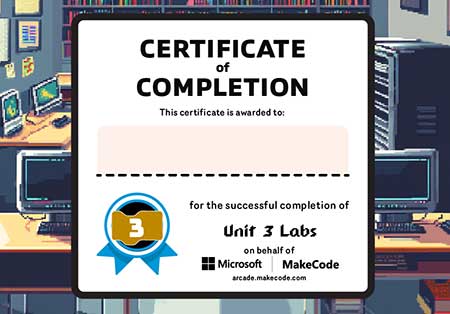 CERTIFICATE
of
COMPLETION
This certificate is awarded to:
for the successful completion of
3
Unit 3 Labs
on behalf of
Microsoft | MakeCode
arcade.makecode.com